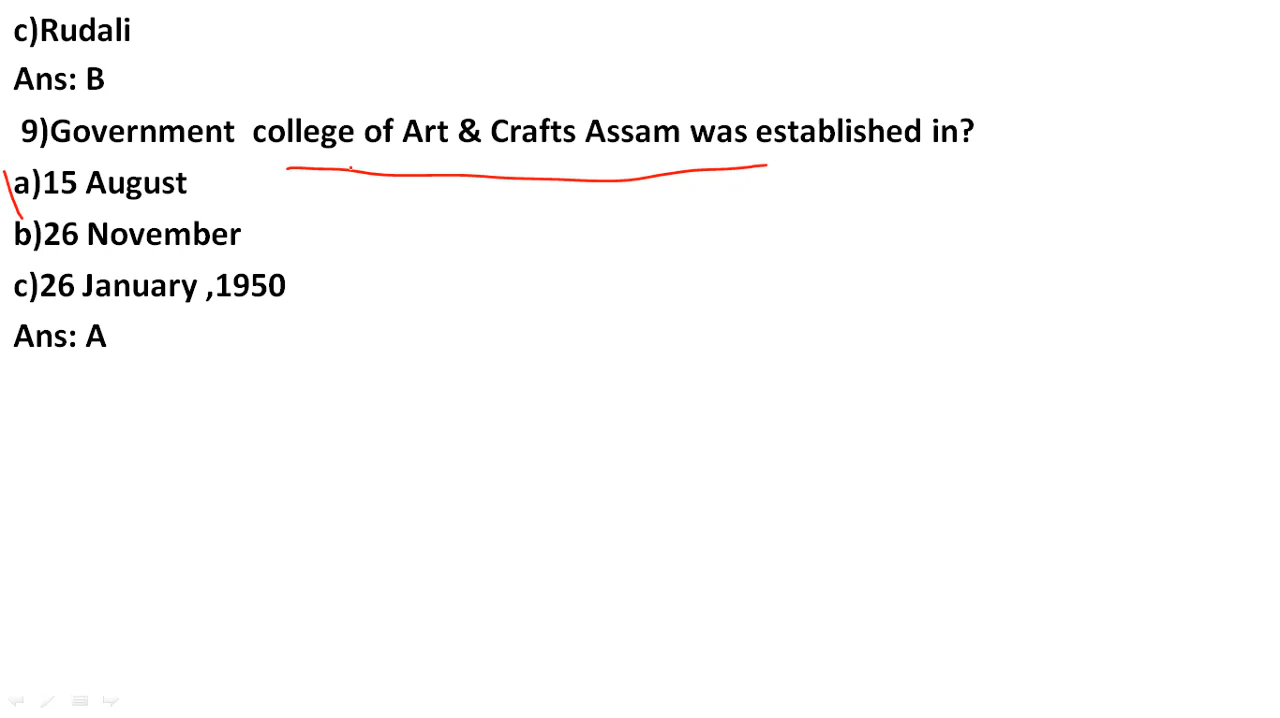 c)Rudali
Ans: B
9)Government college of Art & Crafts Assam was established in?
a)15 August
b)26 November
c)26 January ,1950
Ans: A